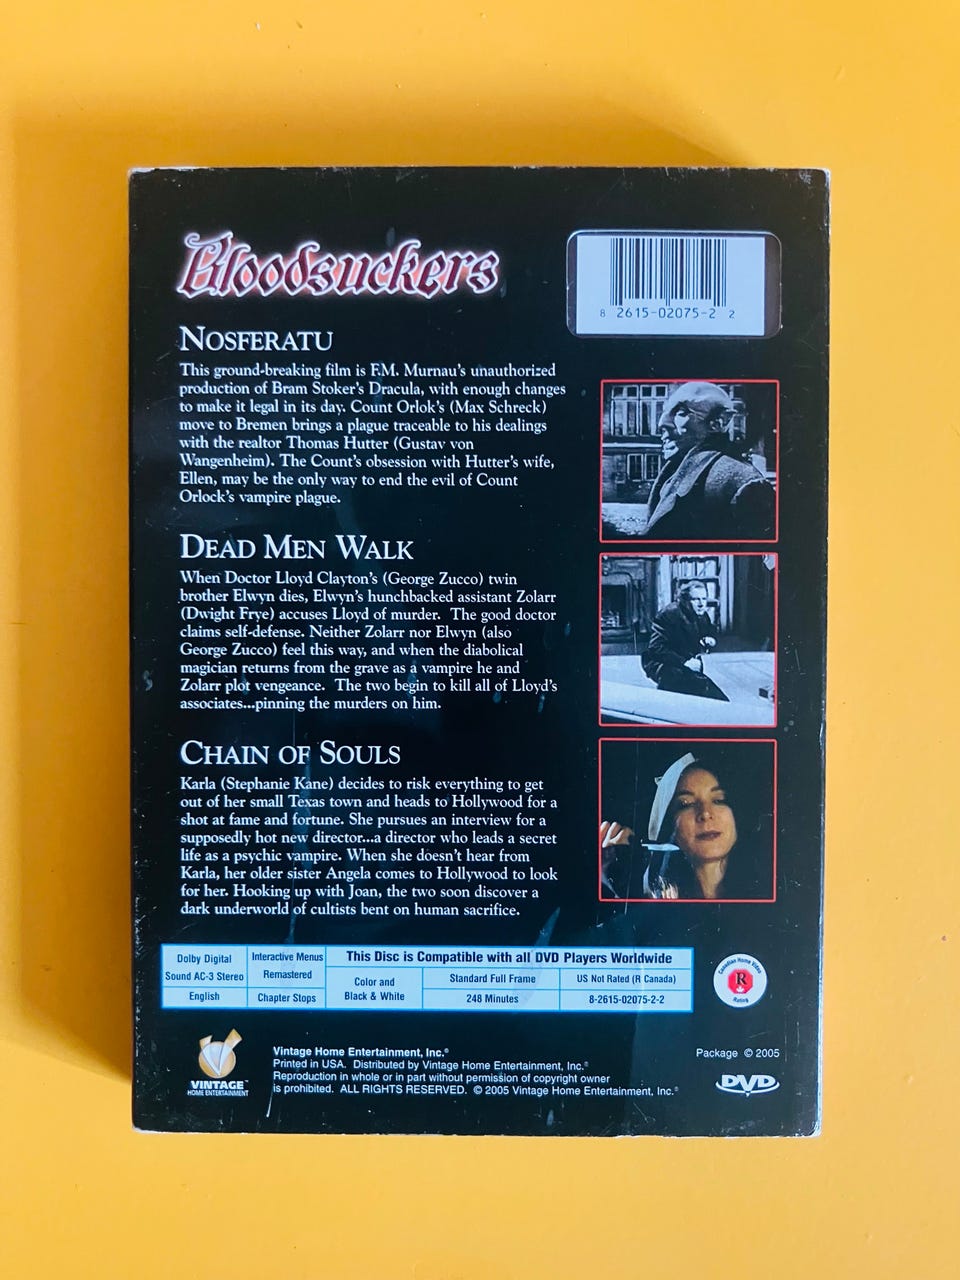 Bloodsuckers
8 2615-02075-2 2
NOSFERATU
This ground-breaking film is F.M. Murnau's unauthorized
production of Bram Stoker's Dracula, with enough changes
to make it legal in its day. Count Orlok's (Max Schreck)
move to Bremen brings a plague traceable to his dealings
with the realtor Thomas Hutter (Gustav von
Wangenheim). The Count's obsession with Hutter's wife,
Ellen, may be the only way to end the evil of Count
Orlock's vampire plague.
DEAD MEN WALK
When Doctor Lloyd Clayton's (George Zucco) twin
brother Elwyn dies, Elwyn's hunchbacked assistant Zolarr
(Dwight Frye) accuses Lloyd of murder. The good doctor
claims self-defense. Neither Zolarr nor Elwyn (also
George Zucco) feel this way, and when the diabolical
magician returns from the grave as a vampire he and
Zolarr plot vengeance. The two begin to kill all of Lloyd's
associates...pinning the murders on him.
CHAIN OF SOULS
Karla (Stephanie Kane) decides to risk everything to get
out of her small Texas town and heads to Hollywood for a
shot at fame and fortune. She pursues an interview for a
supposedly hot new director...a director who leads a secret
life as a psychic vampire. When she doesn't hear from
Karla, her older sister Angela comes to Hollywood to look
for her. Hooking up with Joan, the two soon discover a
dark underworld of cultists bent on human sacrifice.
Dolby Digital
Sound AC-3 Stereo
English
Interactive Menus
Remastered
Chapter Stops
This Disc is Compatible with all DVD Players Worldwide
Color and
Black & White
Standard Full Frame
248 Minutes
US Not Rated (R Canada)
8-2615-02075-2-2
Canadian Home Video
R
Rating
VINTAGE™
HOME ENTERTAINMENT
Vintage Home Entertainment, Inc.®
Printed in USA. Distributed by Vintage Home Entertainment, Inc.®
Reproduction in whole or in part without permission of copyright owner
is prohibited. ALL RIGHTS RESERVED. © 2005 Vintage Home Entertainment, Inc.®
Package © 2005
DVD